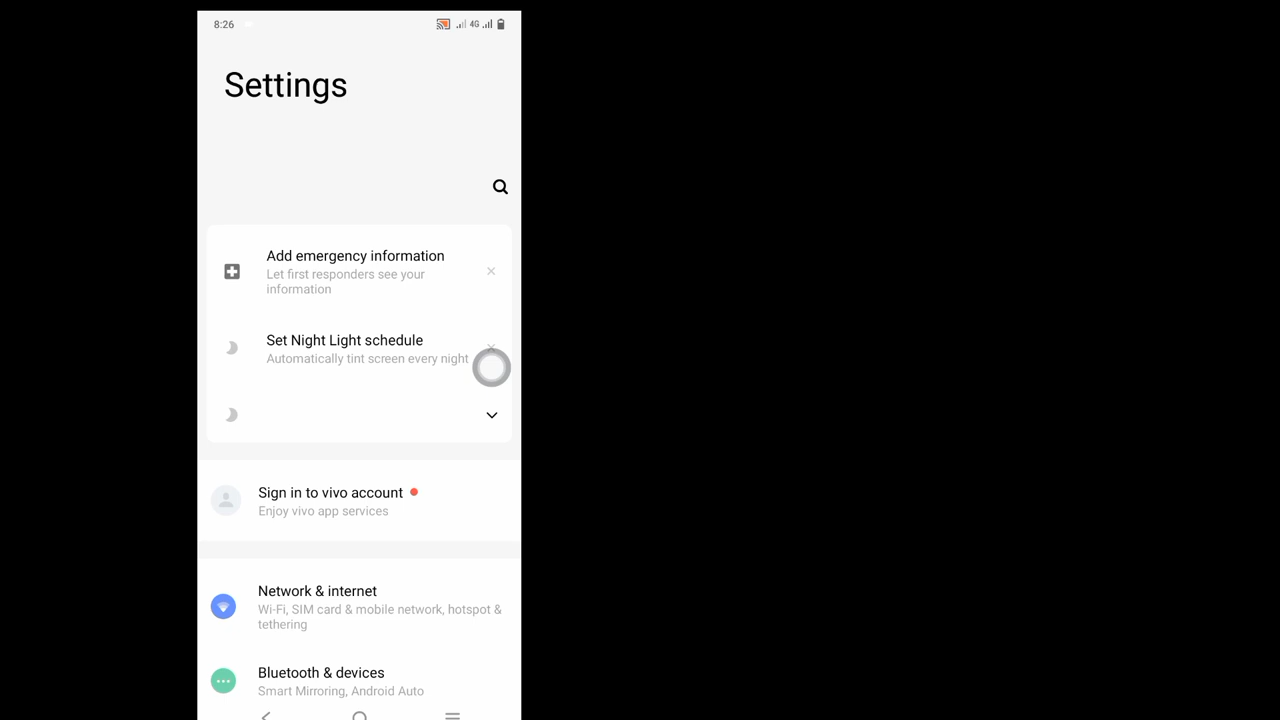 8:26
4G
Settings
Add emergency information
Let first responders see your
information
Set Night Light schedule
Automatically tint screen every night
Sign in to vivo account
Enjoy vivo app services
Network & internet
Wi-Fi, SIM card & mobile network, hotspot &
tethering
Bluetooth & devices
Smart Mirroring, Android Auto